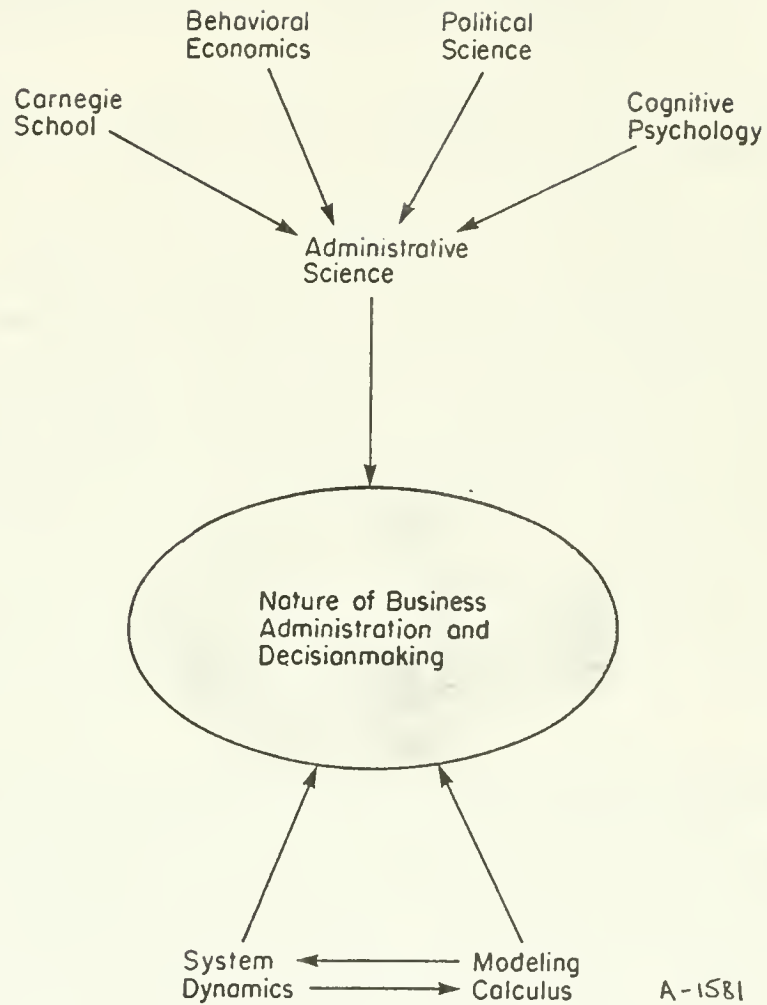 Behavioral
Economics
Political
Science
Carnegie
School
Cognitive
Psychology
Administrative
Science
Nature of Business
Administration and
Decisionmaking
System
Dynamics
Modeling
Calculus
A-1581